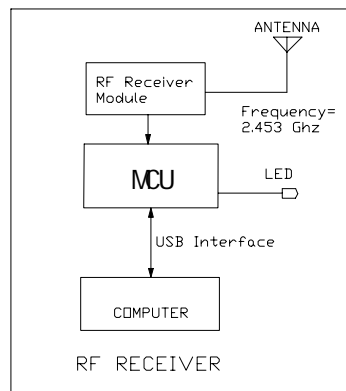 ANTENNA
RF Receiver
Module
Frequency=
2.453 Ghz
MCU
LED
USB Interface
COMPUTER
RF RECEIVER